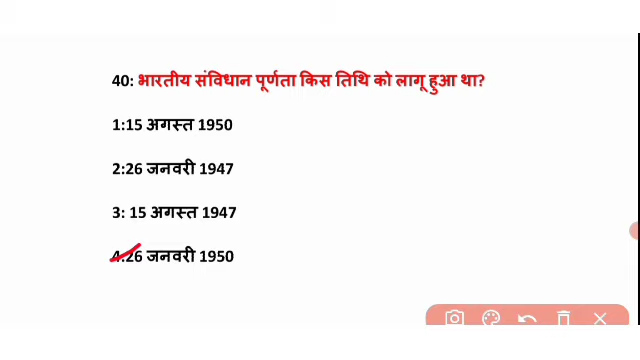 40: भारतीय संविधान पूर्णता किस तिथि को लागू हुआ था?
1:15 अगस्त 1950
2:26 जनवरी 1947
3: 15 अगस्त 1947
4:26 जनवरी 1950